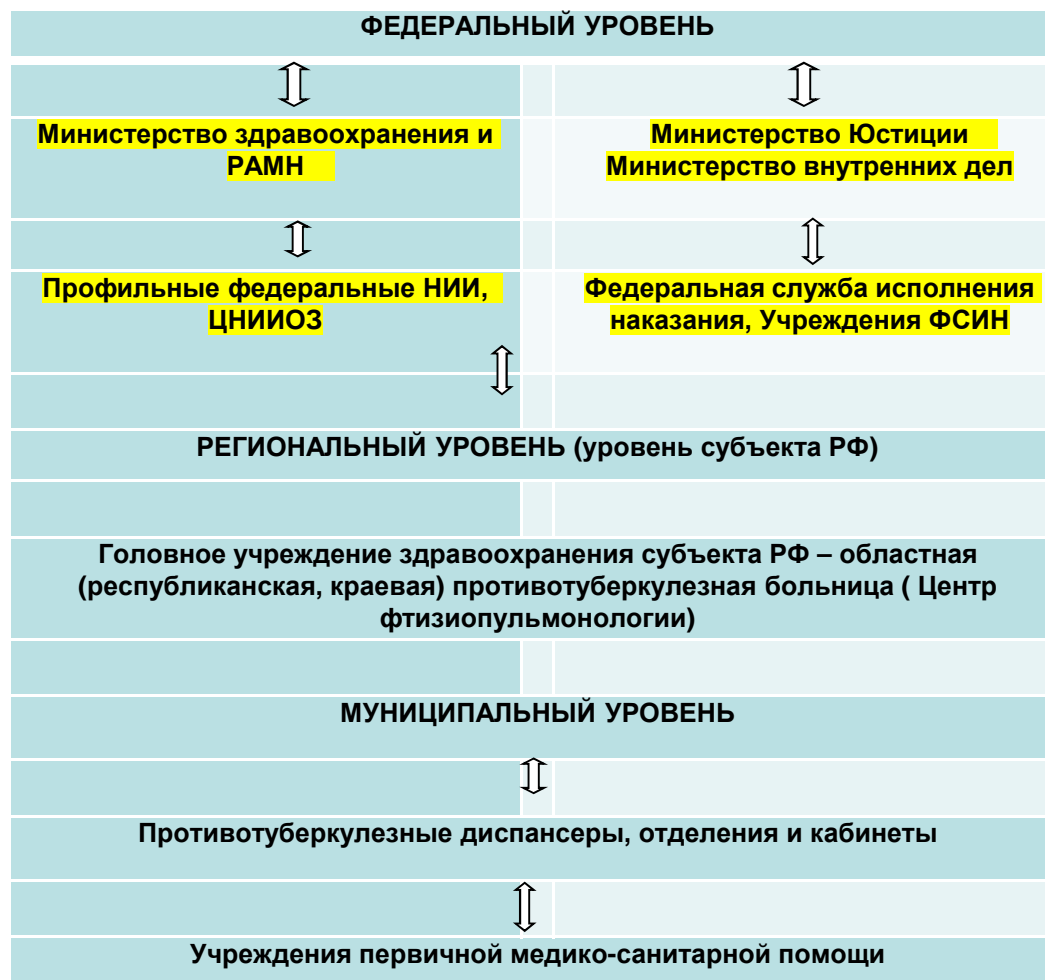 ФЕДЕРАЛЬНЫЙ УРОВЕНЬ
Министерство здравоохранения и
РАМН
Министерство Юстиции
Министерство внутренних дел
Профильные федеральные НИИ,
ЦНИИОЗ
Федеральная служба исполнения
наказания, Учреждения ФСИН
РЕГИОНАЛЬНЫЙ УРОВЕНЬ (уровень субъекта РФ)
Головное учреждение здравоохранения субъекта РФ – областная
(республиканская, краевая) противотуберкулезная больница ( Центр
фтизиопульмонологии)
МУНИЦИПАЛЬНЫЙ УРОВЕНЬ
Противотуберкулезные диспансеры, отделения и кабинеты
Учреждения первичной медико-санитарной помощи